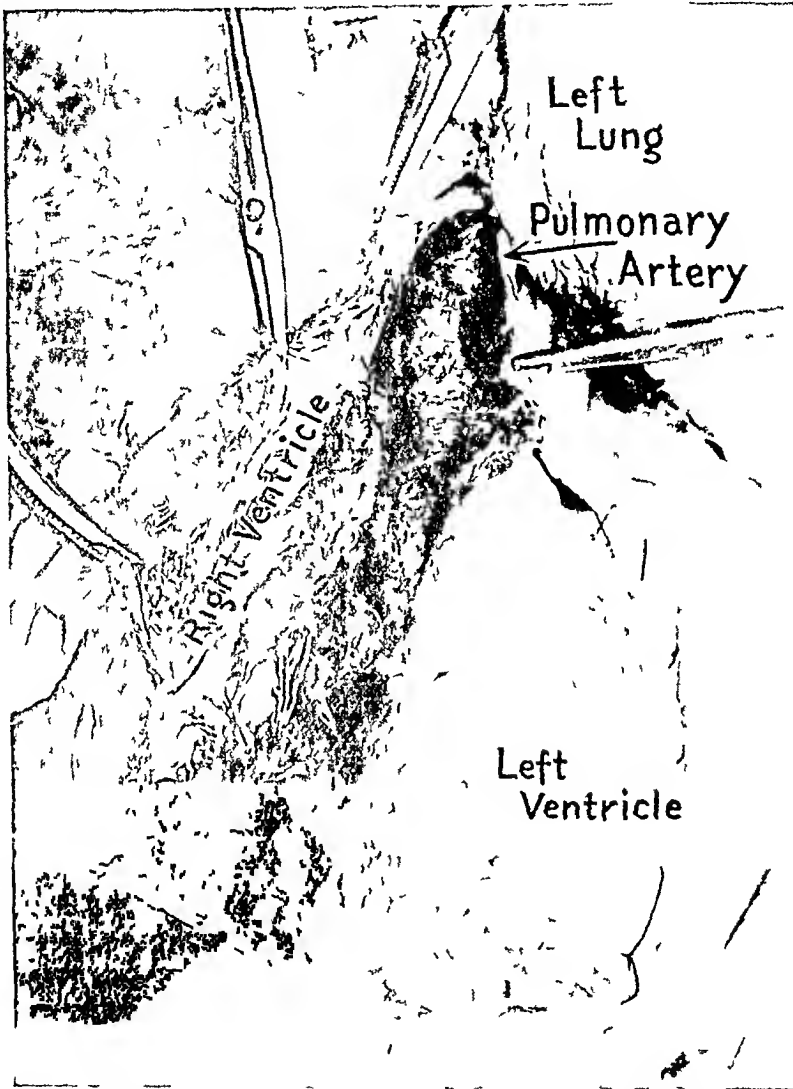 Left
Lung
Pulmonary
Artery
Right Ventricle
Left
Ventricle